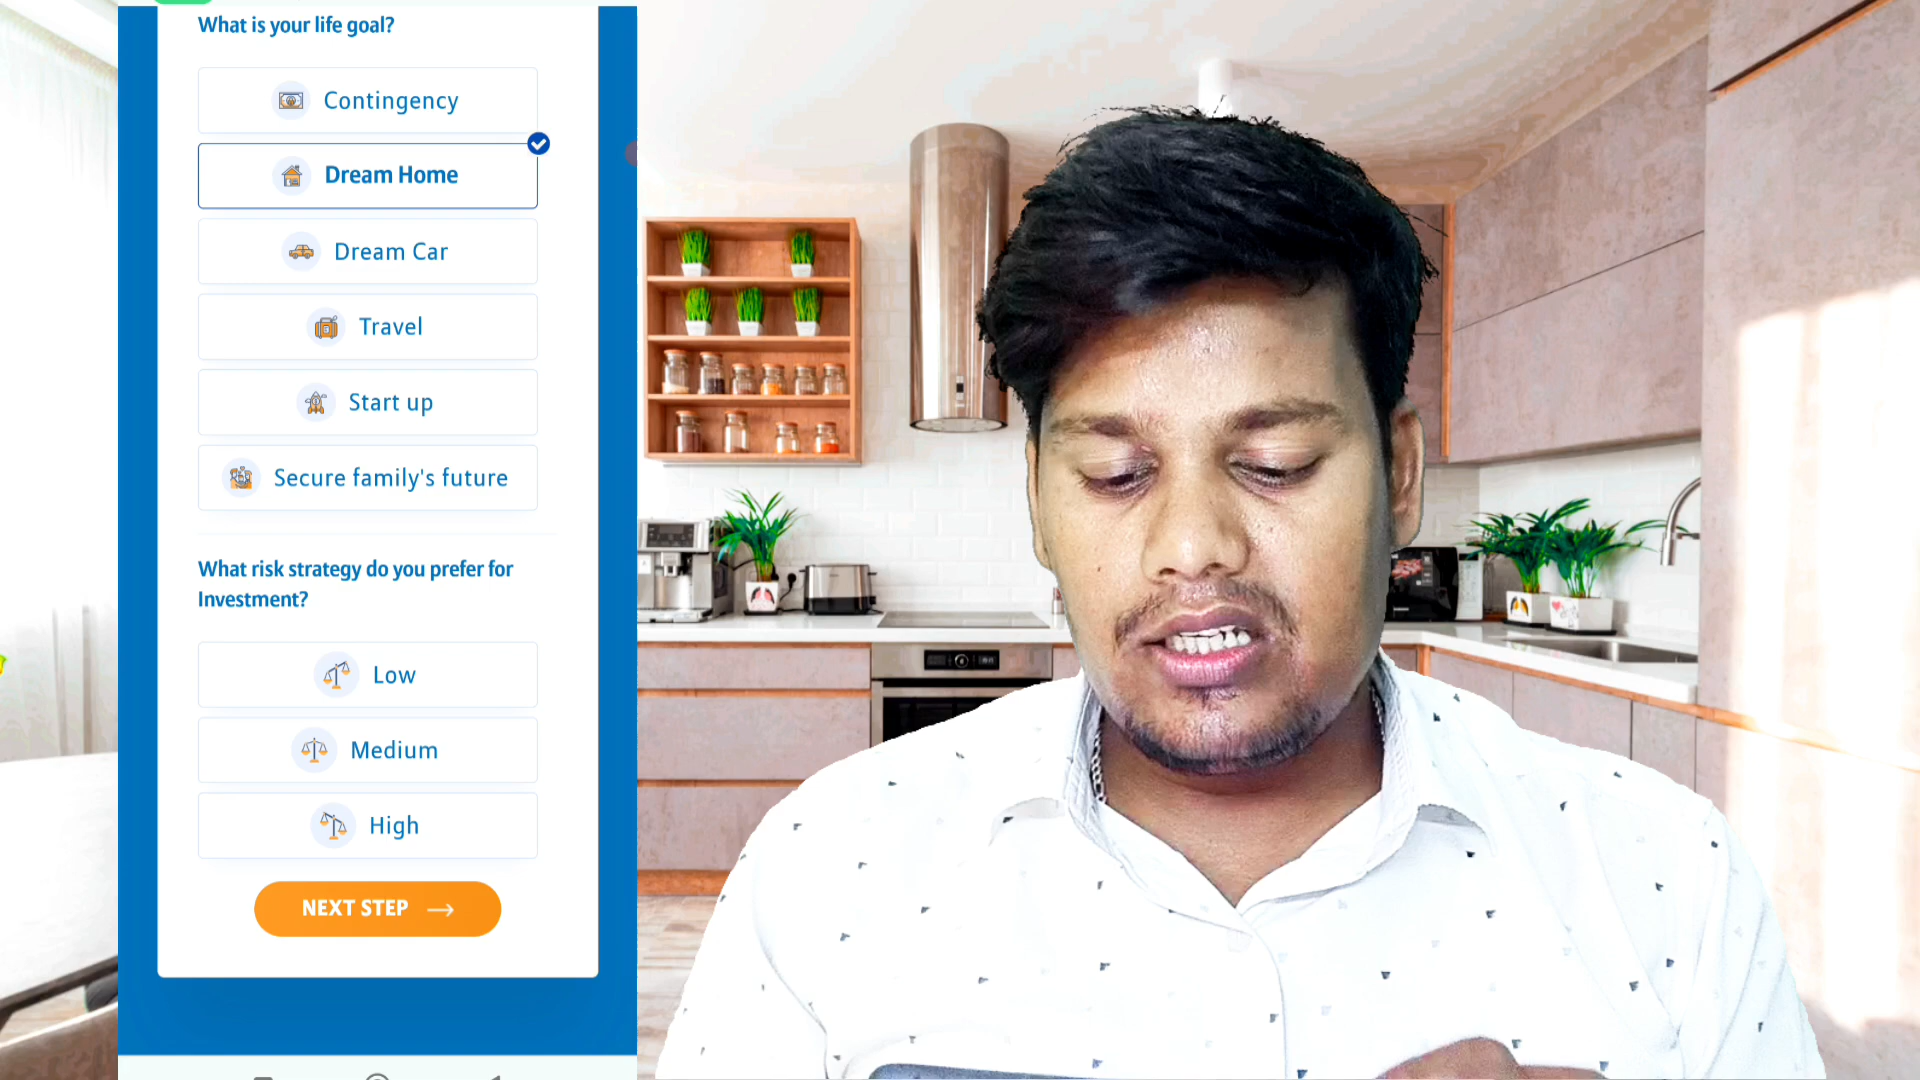 What is your life goal?
Contingency
Dream Home
Dream Car
Travel
Start up
Secure family's future
What risk strategy do you prefer for
Investment?
Low
Medium
High
NEXT STEP